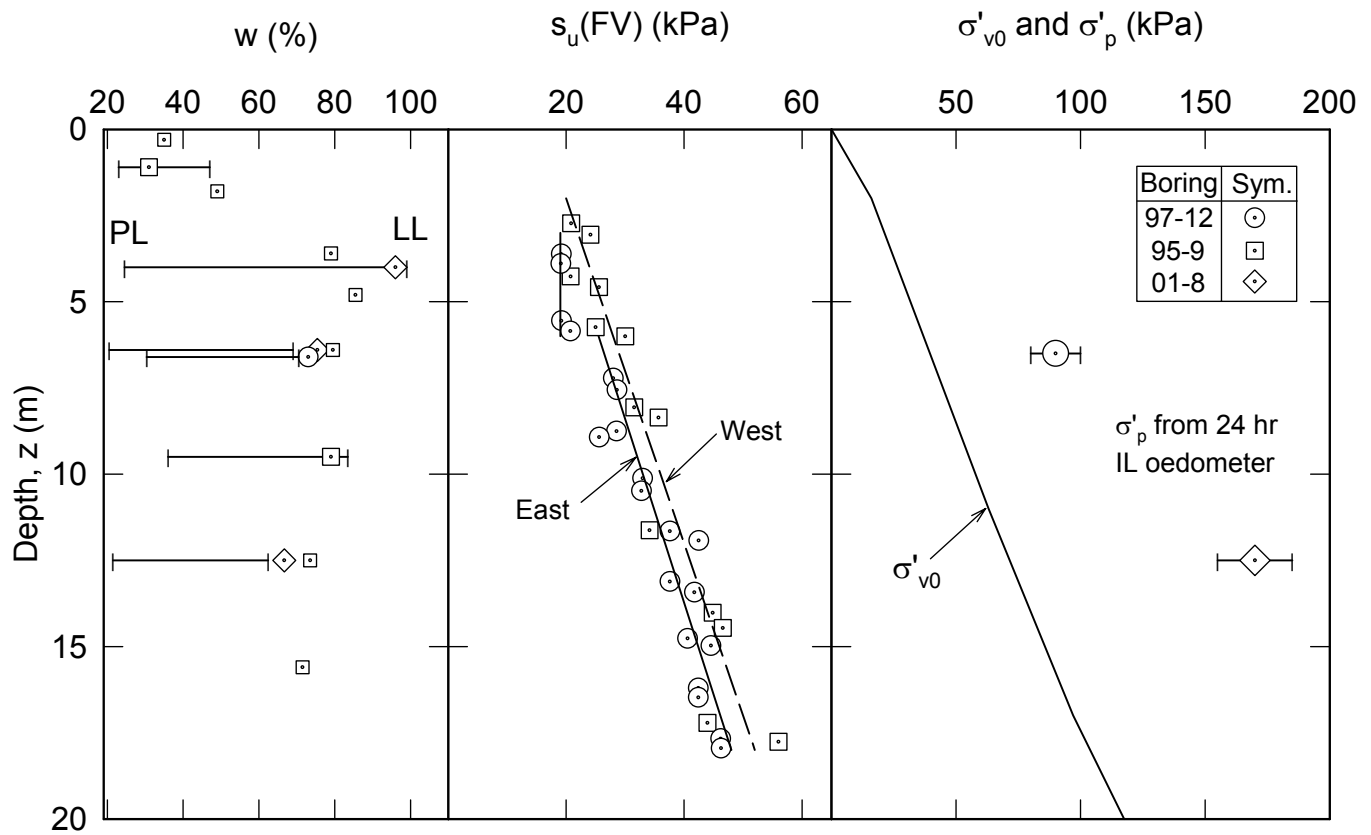 w (%)
s_u(FV) (kPa)
σ'_v0 and σ'_p (kPa)
20 40 60 80 100
20 40 60
50 100 150 200
0
5
10
15
20
Depth, z (m)
PL
LL
East
West
Boring Sym.
97-12
95-9
01-8
σ'_p from 24 hr
IL oedometer
σ'_v0